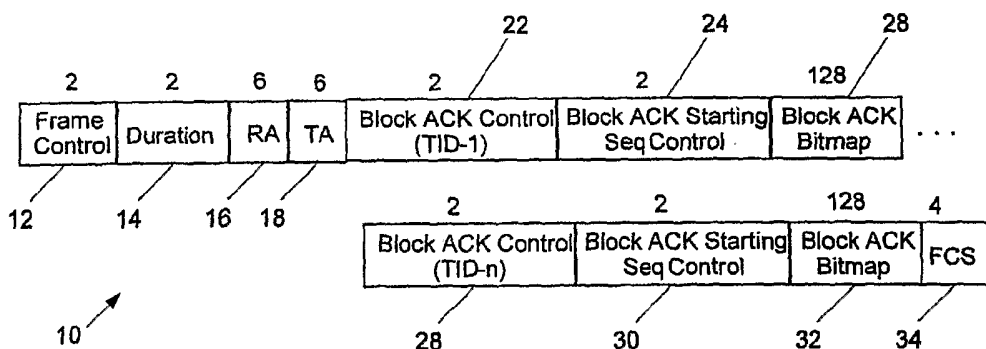 22 24 28
2 2 6 6 2 2 128
Frame Control Duration RA TA Block ACK Control (TID-1) Block ACK Starting Seq Control Block ACK Bitmap . . .
12 14 16 18
2 2 128 4
Block ACK Control (TID-n) Block ACK Starting Seq Control Block ACK Bitmap FCS
10 28 30 32 34